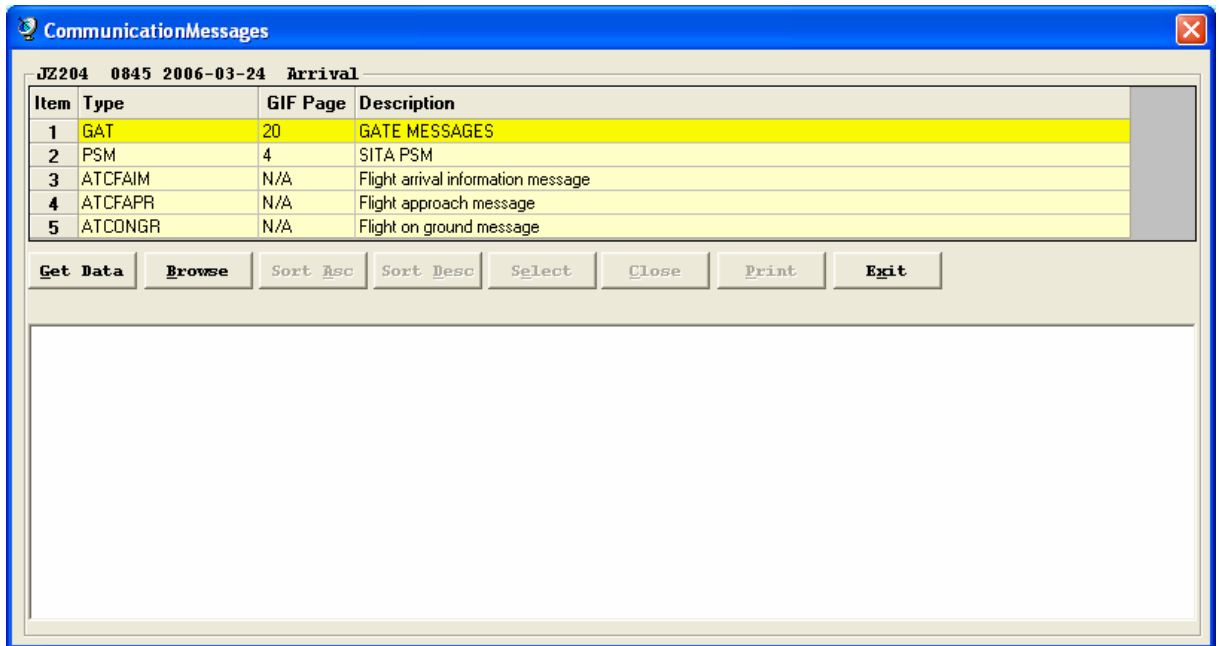 CommunicationMessages
JZ204 0845 2006-03-24 Arrival
Item Type GIF Page Description
1 GAT 20 GATE MESSAGES
2 PSM 4 SITA PSM
3 ATCFAIM N/A Flight arrival information message
4 ATCFAPR N/A Flight approach message
5 ATCONGR N/A Flight on ground message
Get Data Browse Sort Asc Sort Desc Select Close Print Exit